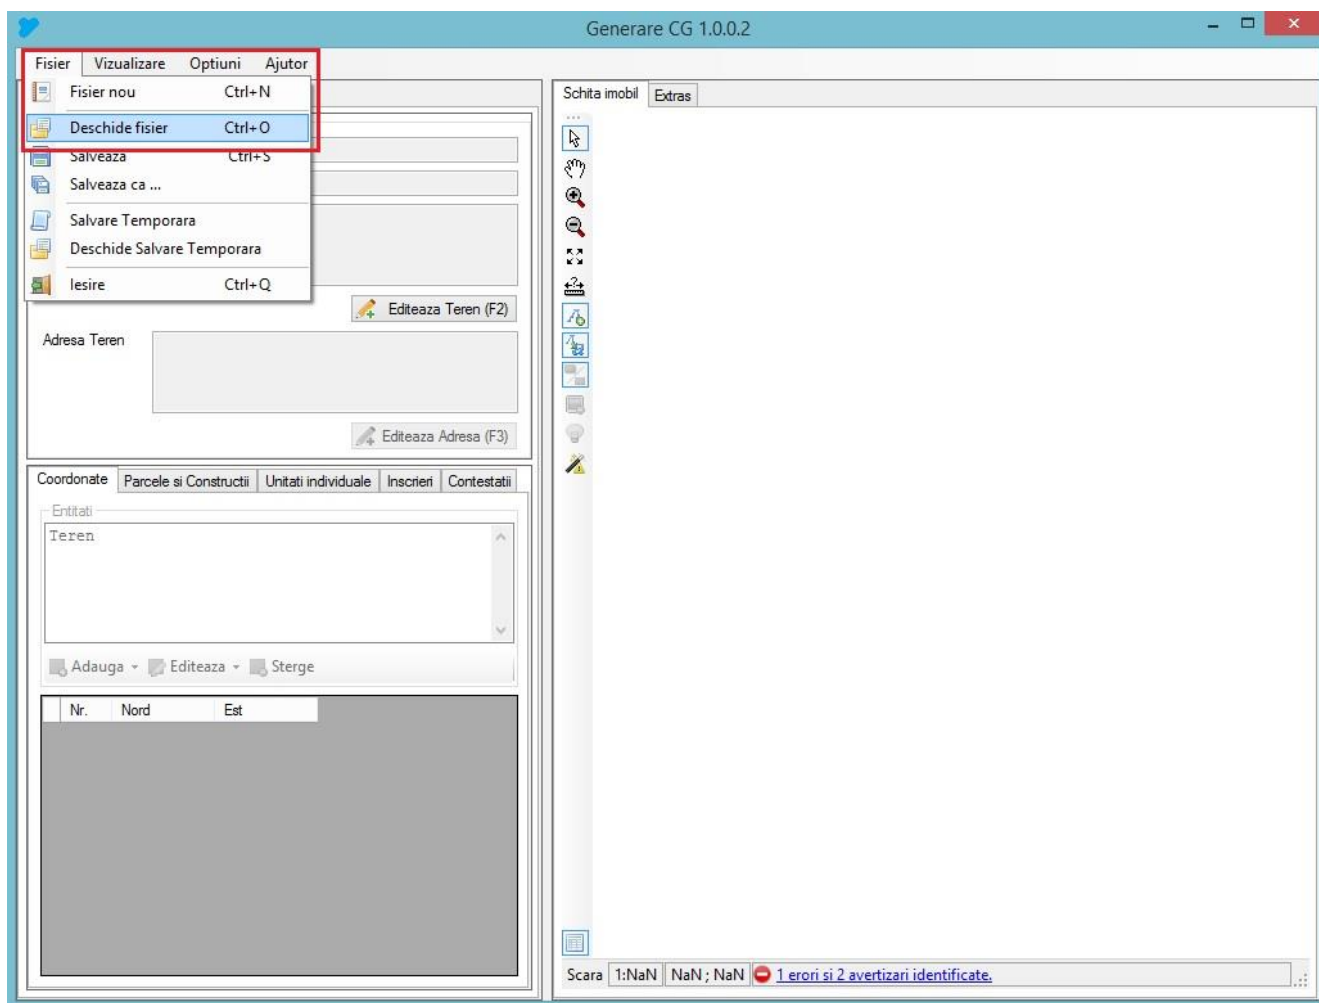 Generare CG 1.0.0.2
Fisier Vizualizare Optiuni Ajutor
Fisier nou Ctrl+N
Deschide fisier Ctrl+O
Salveaza Ctrl+S
Salveaza ca ...
Salvare Temporara
Deschide Salvare Temporara
Iesire Ctrl+Q
Editeaza Teren (F2)
Adresa Teren
Editeaza Adresa (F3)
Coordonate Parcele si Constructii Unitati individuale Inscrieri Contestatii
Entitati
Teren
Adauga Editeaza Sterge
Nr. Nord Est
Schita imobil Extras
Scara 1:NaN NaN ; NaN 1 erori si 2 avertizari identificate.